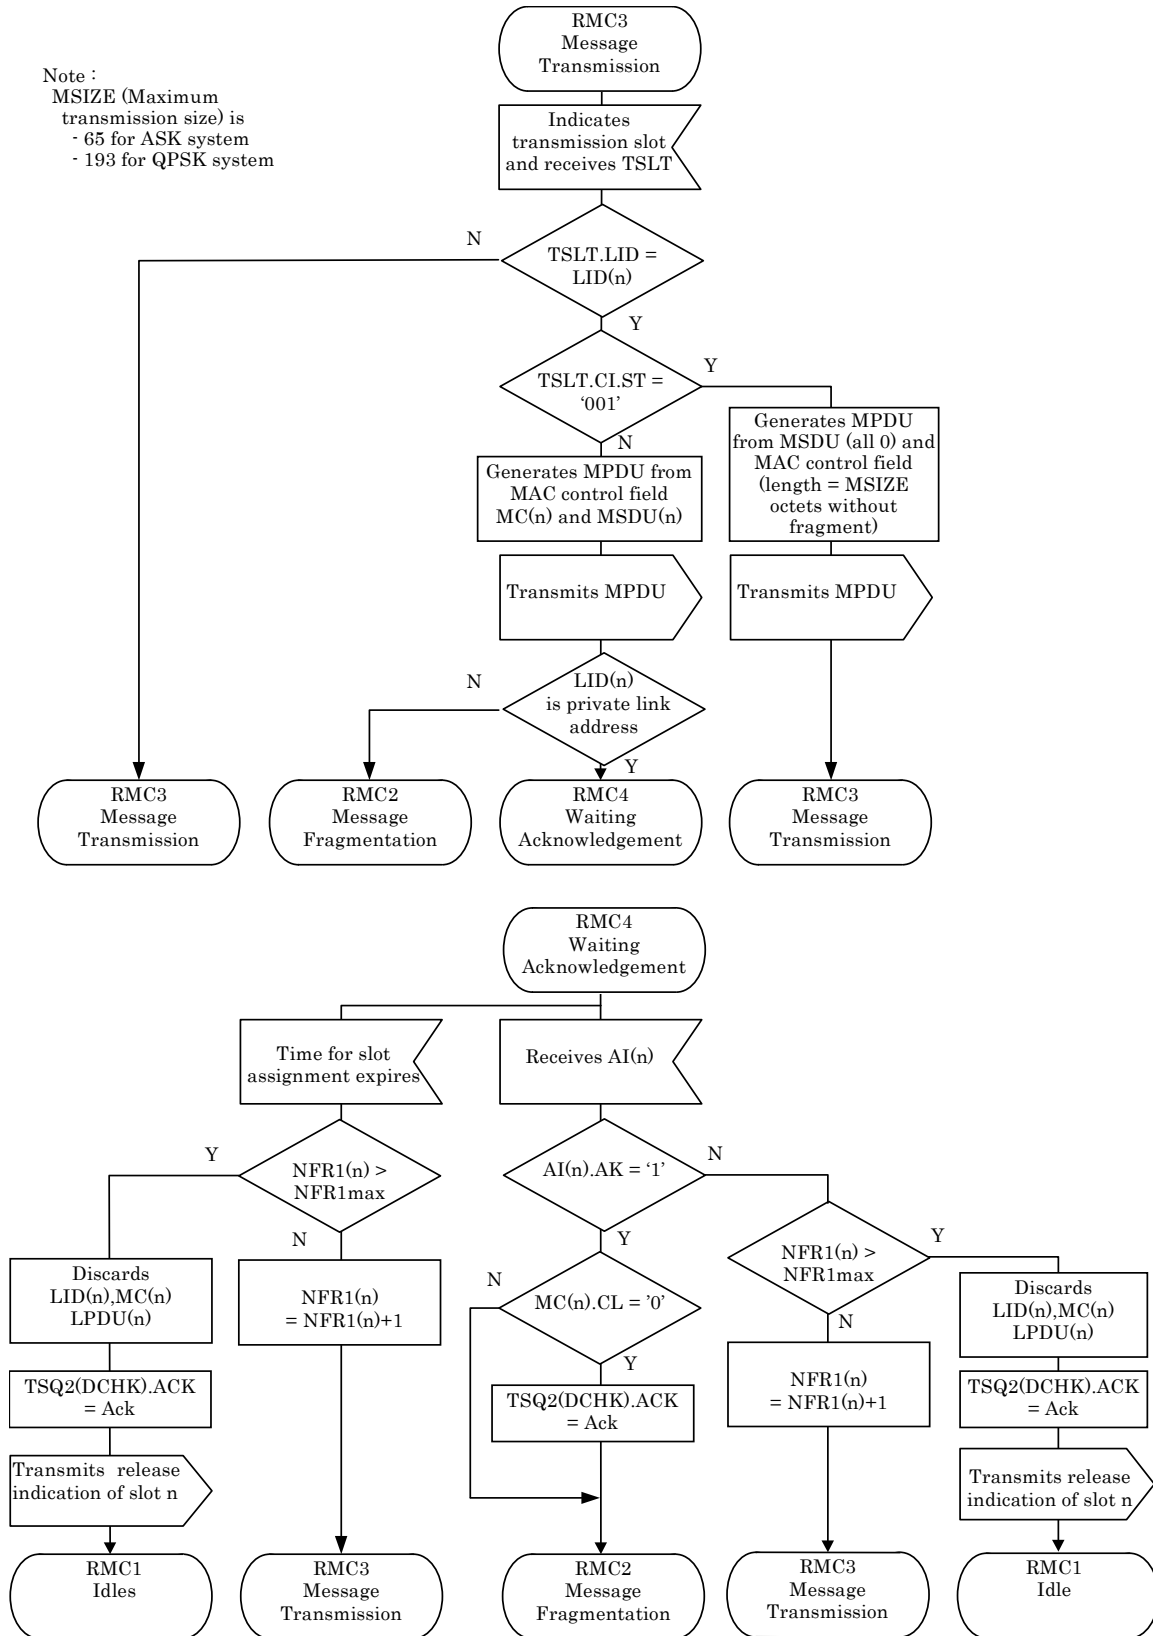 RMC3
Message
Transmission
Note :
MSIZE (Maximum
transmission size) is
- 65 for ASK system
- 193 for QPSK system
Indicates
transmission slot
and receives TSLT
N
TSLT.LID =
LID(n)
Y
TSLT.CI.ST =
‘001’
Y
N
Generates MPDU from
MAC control field
MC(n) and MSDU(n)
Generates MPDU
from MSDU (all 0) and
MAC control field
(length = MSIZE
octets without
fragment)
Transmits MPDU
Transmits MPDU
N
LID(n)
is private link
address
Y
RMC3
Message
Transmission
RMC2
Message
Fragmentation
RMC4
Waiting
Acknowledgement
RMC3
Message
Transmission
RMC4
Waiting
Acknowledgement
Time for slot
assignment expires
Receives AI(n)
Y
NFR1(n) >
NFR1max
N
AI(n).AK = ‘1’
N
Y
NFR1(n) >
NFR1max
Y
N
Discards
LID(n),MC(n)
LPDU(n)
NFR1(n)
= NFR1(n)+1
N
MC(n).CL = ’0’
Y
Discards
LID(n),MC(n)
LPDU(n)
TSQ2(DCHK).ACK
= Ack
TSQ2(DCHK).ACK
= Ack
NFR1(n)
= NFR1(n)+1
TSQ2(DCHK).ACK
= Ack
Transmits release
indication of slot n
Transmits release
indication of slot n
RMC1
Idles
RMC3
Message
Transmission
RMC2
Message
Fragmentation
RMC3
Message
Transmission
RMC1
Idle